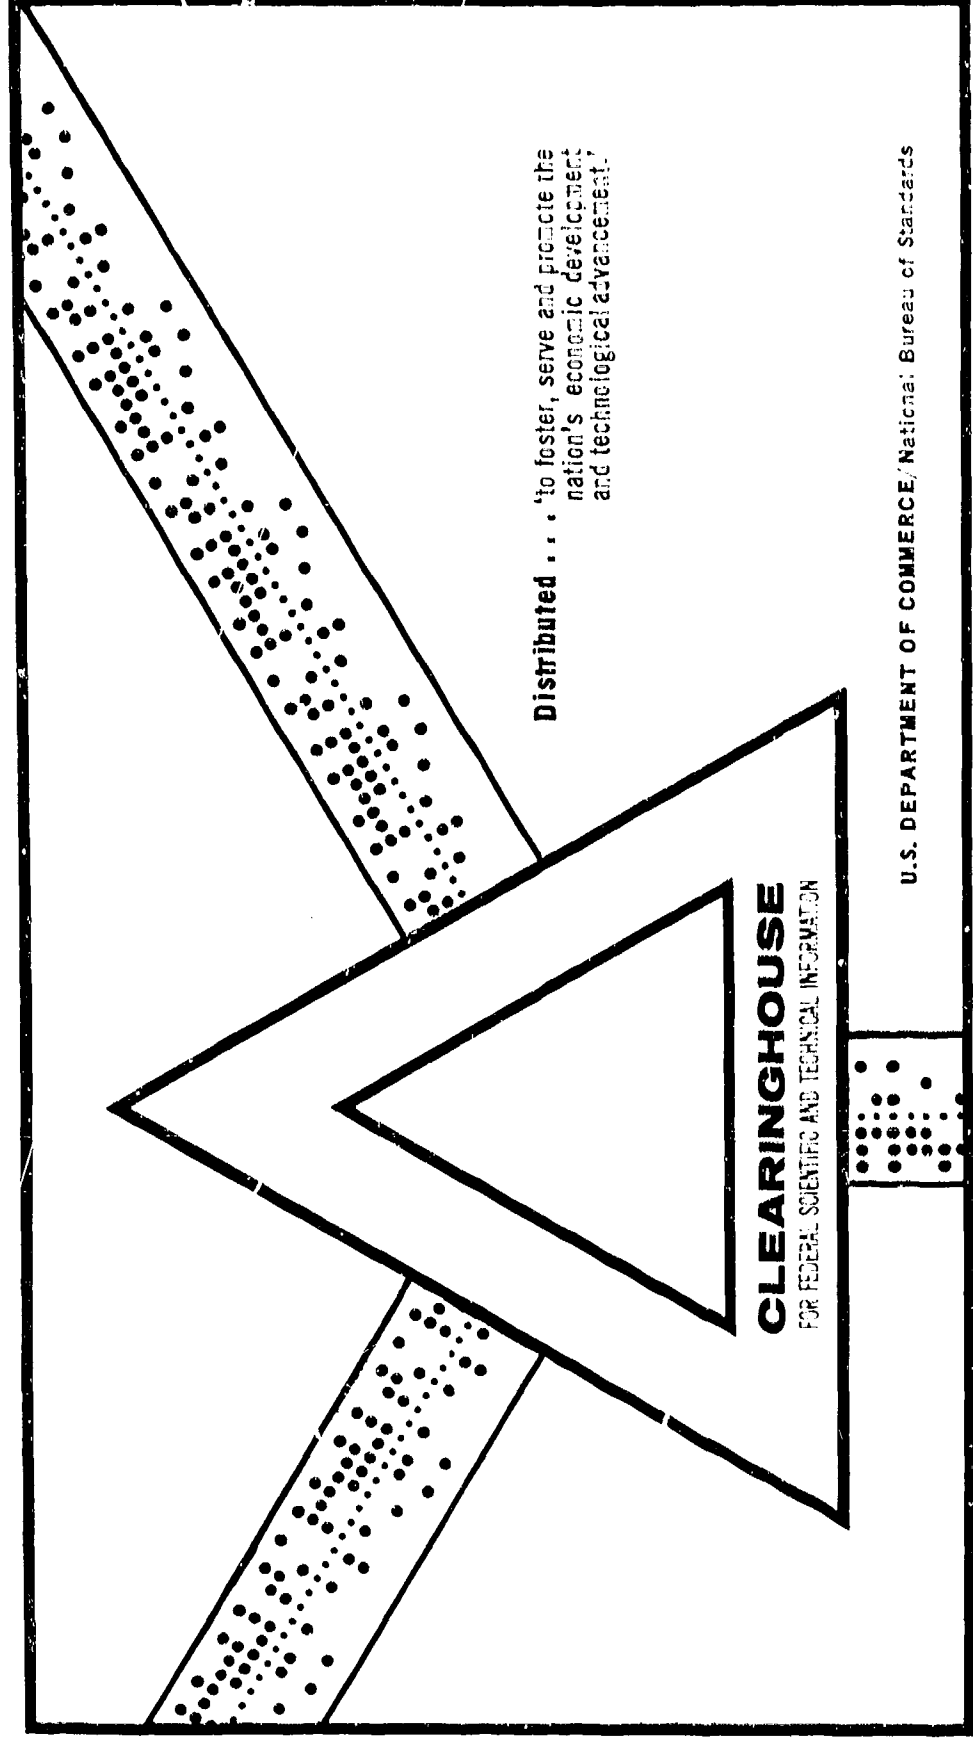 Distributed . . . 'to foster, serve and promote the
nation's economic development
and technological advancement.'
CLEARINGHOUSE
FOR FEDERAL SCIENTIFIC AND TECHNICAL INFORMATION
U.S. DEPARTMENT OF COMMERCE/National Bureau of Standards